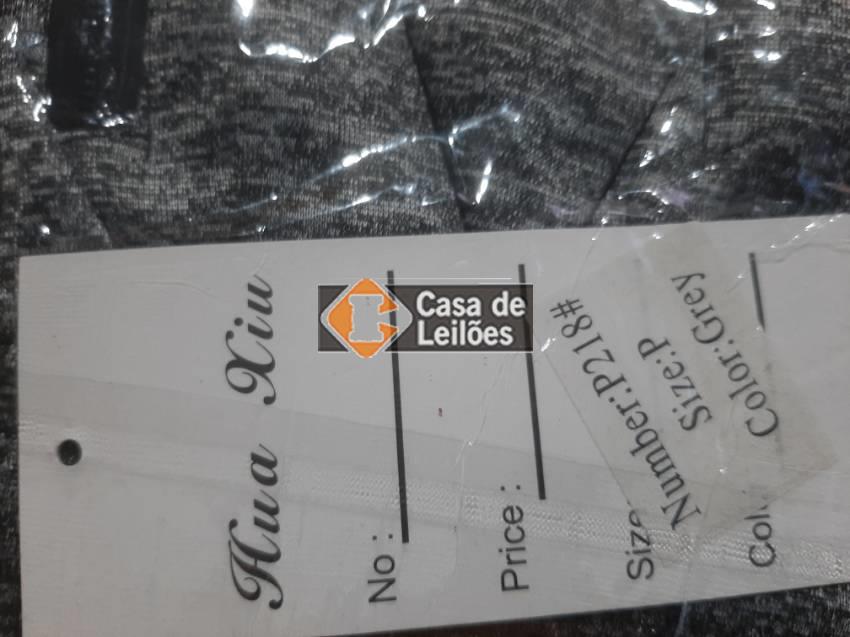 Hua Xiu
No :
Price :
Size
Col
Number:P218#
Size:P
Color:Grey
Casa de
Leilões